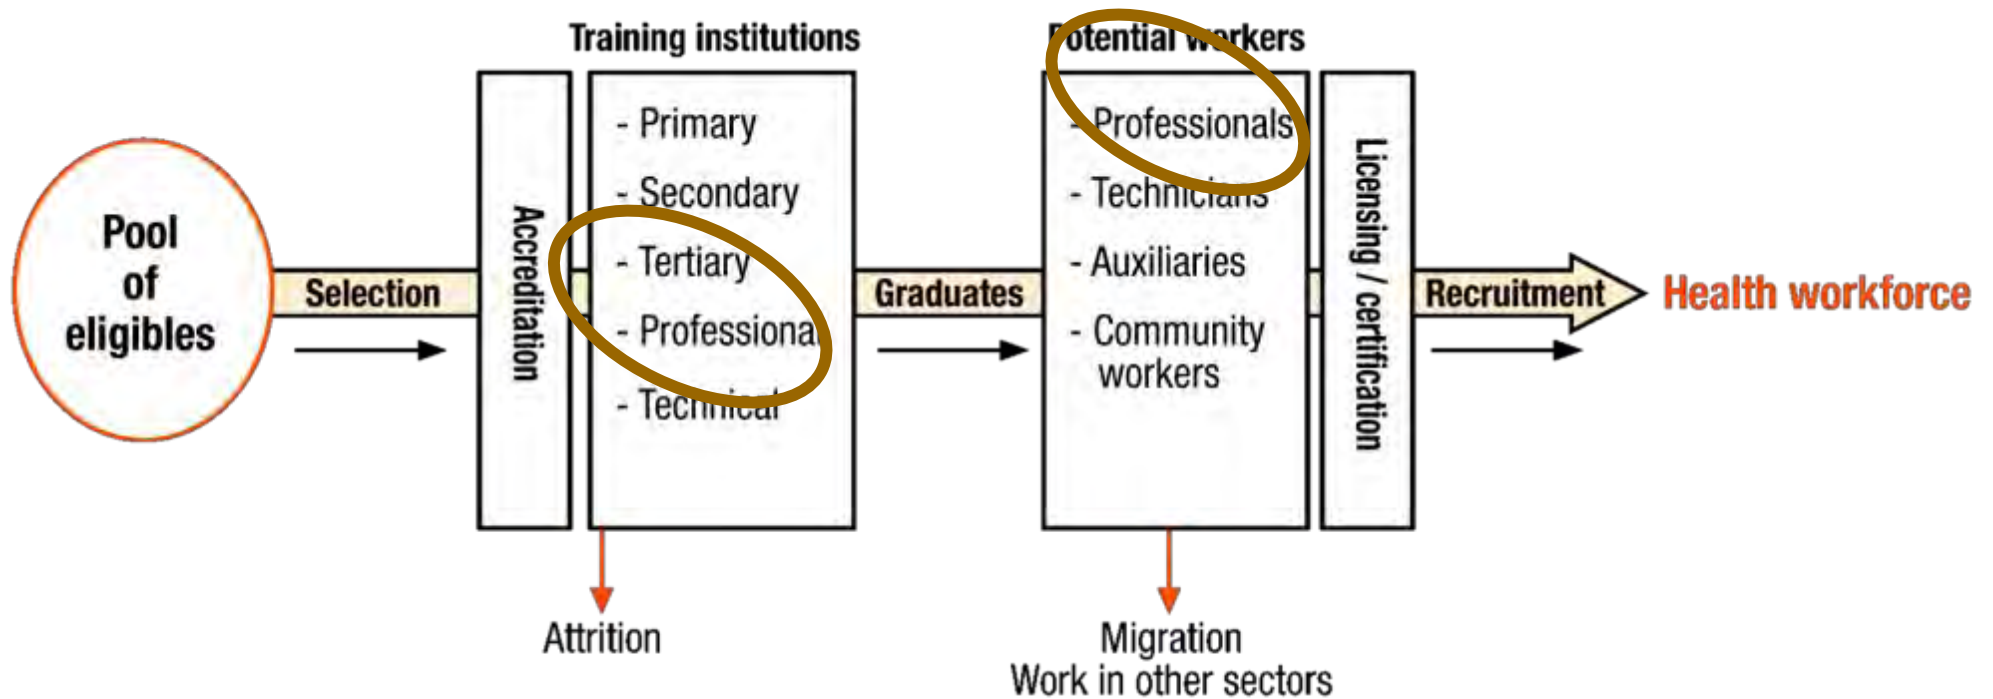 Training institutions
Potential workers
Pool
of
eligibles
Selection
Accreditation
- Primary
- Secondary
- Tertiary
- Professional
- Technical
Graduates
- Professionals
- Technicians
- Auxiliaries
- Community
workers
Licensing / certification
Recruitment
Health workforce
Attrition
Migration
Work in other sectors